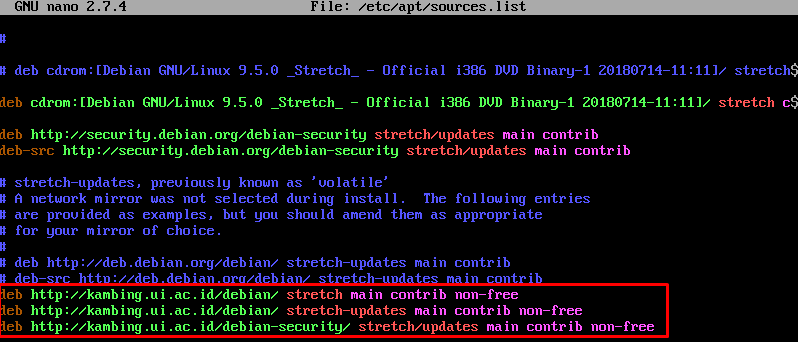 GNU nano 2.7.4 File: /etc/apt/sources.list
#
# deb cdrom:[Debian GNU/Linux 9.5.0 _Stretch_ - Official i386 DVD Binary-1 20180714-11:11]/ stretch$
deb cdrom:[Debian GNU/Linux 9.5.0 _Stretch_ - Official i386 DVD Binary-1 20180714-11:11]/ stretch c$
deb http://security.debian.org/debian-security stretch/updates main contrib
deb-src http://security.debian.org/debian-security stretch/updates main contrib
# stretch-updates, previously known as 'volatile'
# A network mirror was not selected during install.  The following entries
# are provided as examples, but you should amend them as appropriate
# for your mirror of choice.
#
# deb http://deb.debian.org/debian/ stretch-updates main contrib
# deb-src http://deb.debian.org/debian/ stretch-updates main contrib
deb http://kambing.ui.ac.id/debian/ stretch main contrib non-free
deb http://kambing.ui.ac.id/debian/ stretch-updates main contrib non-free
deb http://kambing.ui.ac.id/debian-security/ stretch/updates main contrib non-free